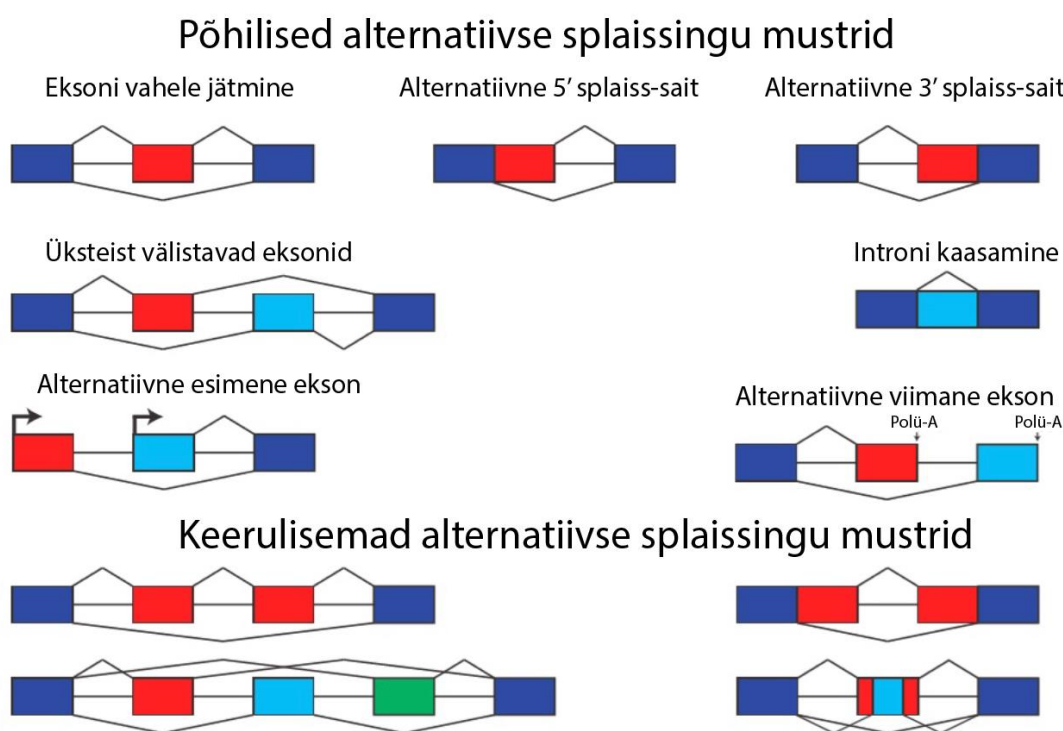 Põhilised alternatiivse splaissingu mustrid
Eksoni vahele jätmine
Alternatiivne 5’ splaiss-sait
Alternatiivne 3’ splaiss-sait
Üksteist välistavad eksonid
Introni kaasamine
Alternatiivne esimene ekson
Alternatiivne viimane ekson
Polü-A
Polü-A
Keerulisemad alternatiivse splaissingu mustrid